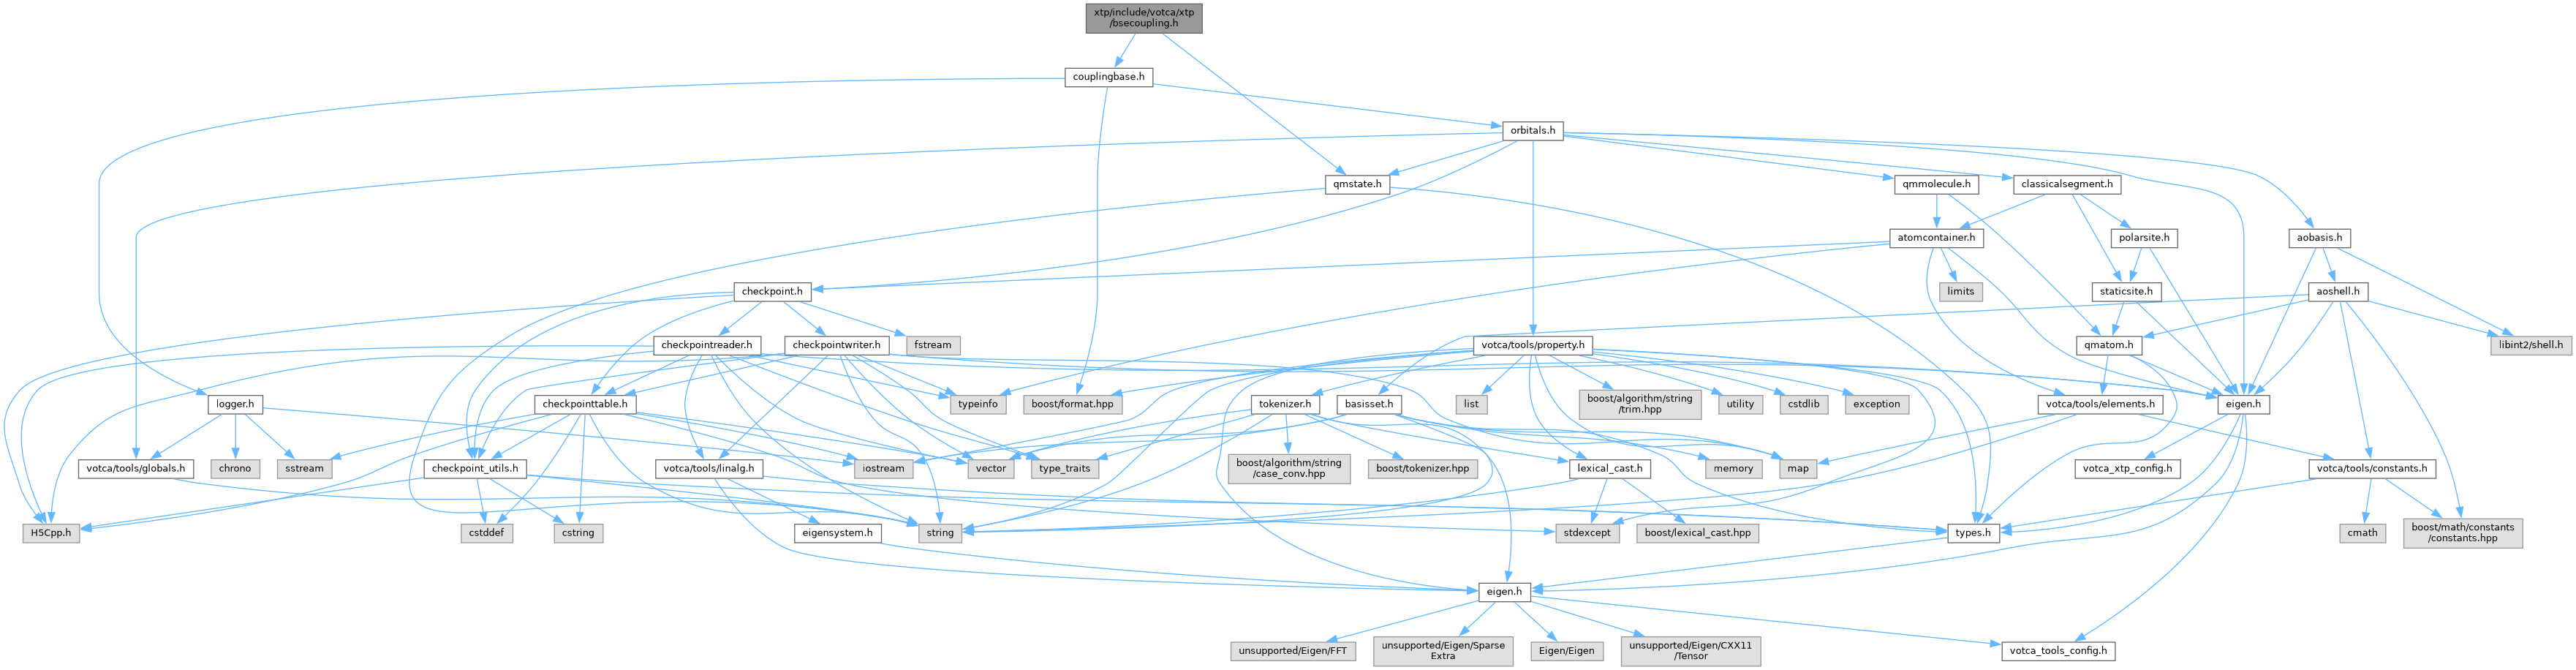 xtp/include/votca/xtp
/bsecoupling.h
couplingbase.h
orbitals.h
qmstate.h
qmmolecule.h
classicalsegment.h
atomcontainer.h
polarsite.h
aobasis.h
checkpoint.h
limits
staticsite.h
aoshell.h
checkpointreader.h
checkpointwriter.h
fstream
votca/tools/property.h
qmatom.h
libint2/shell.h
logger.h
checkpointtable.h
typeinfo
boost/format.hpp
list
tokenizer.h
basisset.h
boost/algorithm/string
/trim.hpp
utility
cstdlib
exception
votca/tools/elements.h
eigen.h
votca/tools/globals.h
chrono
sstream
checkpoint_utils.h
votca/tools/linalg.h
iostream
vector
type_traits
boost/algorithm/string
/case_conv.hpp
boost/tokenizer.hpp
lexical_cast.h
memory
map
votca_xtp_config.h
votca/tools/constants.h
H5Cpp.h
cstddef
cstring
eigensystem.h
string
stdexcept
boost/lexical_cast.hpp
types.h
cmath
boost/math/constants
/constants.hpp
eigen.h
unsupported/Eigen/FFT
unsupported/Eigen/Sparse
Extra
Eigen/Eigen
unsupported/Eigen/CXX11
/Tensor
votca_tools_config.h